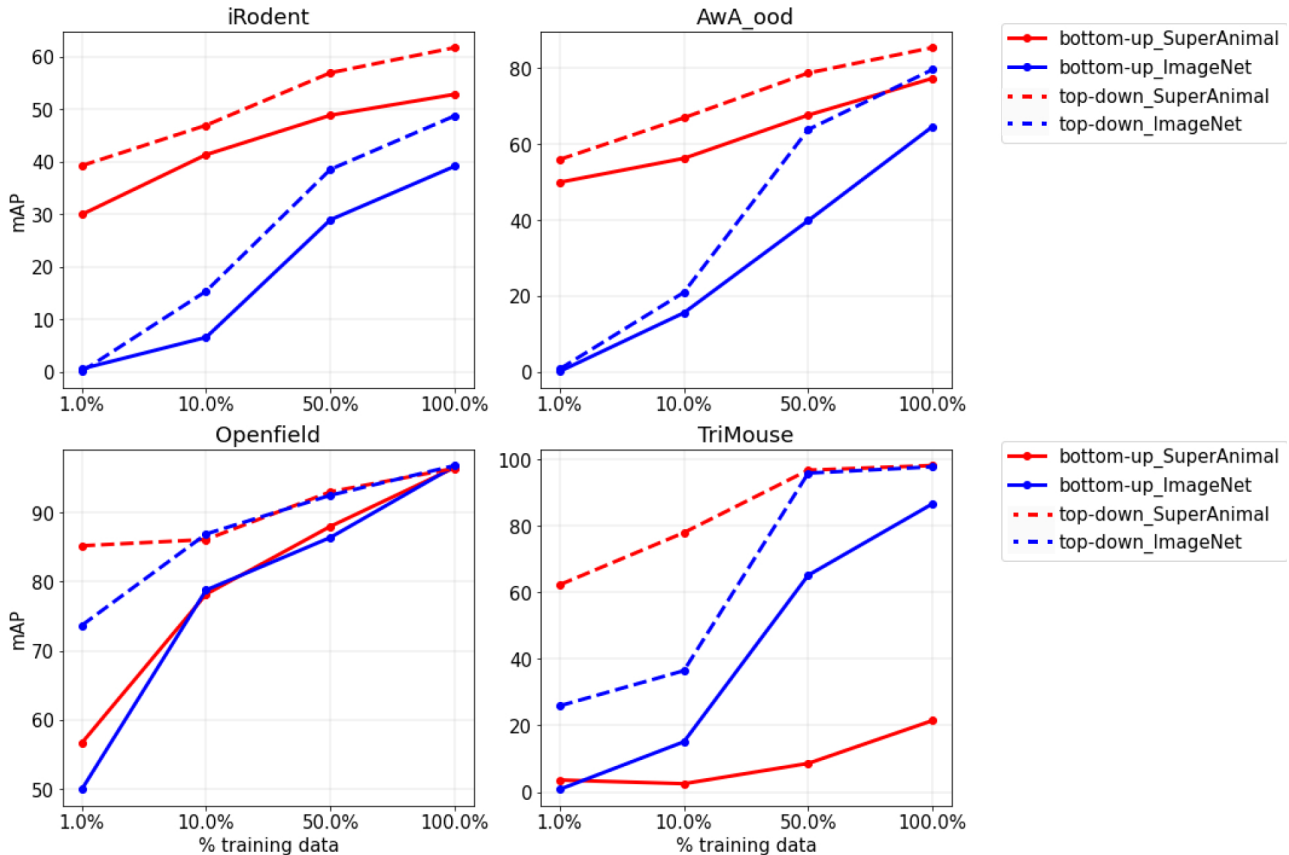 iRodent
60
50
40
30
20
10
0
mAP
1.0%
10.0%
50.0%
100.0%
AwA_ood
80
60
40
20
0
1.0%
10.0%
50.0%
100.0%
bottom-up_SuperAnimal
bottom-up_ImageNet
top-down_SuperAnimal
top-down_ImageNet
Openfield
90
80
70
60
50
mAP
1.0%
10.0%
50.0%
100.0%
% training data
TriMouse
100
80
60
40
20
0
1.0%
10.0%
50.0%
100.0%
% training data
bottom-up_SuperAnimal
bottom-up_ImageNet
top-down_SuperAnimal
top-down_ImageNet